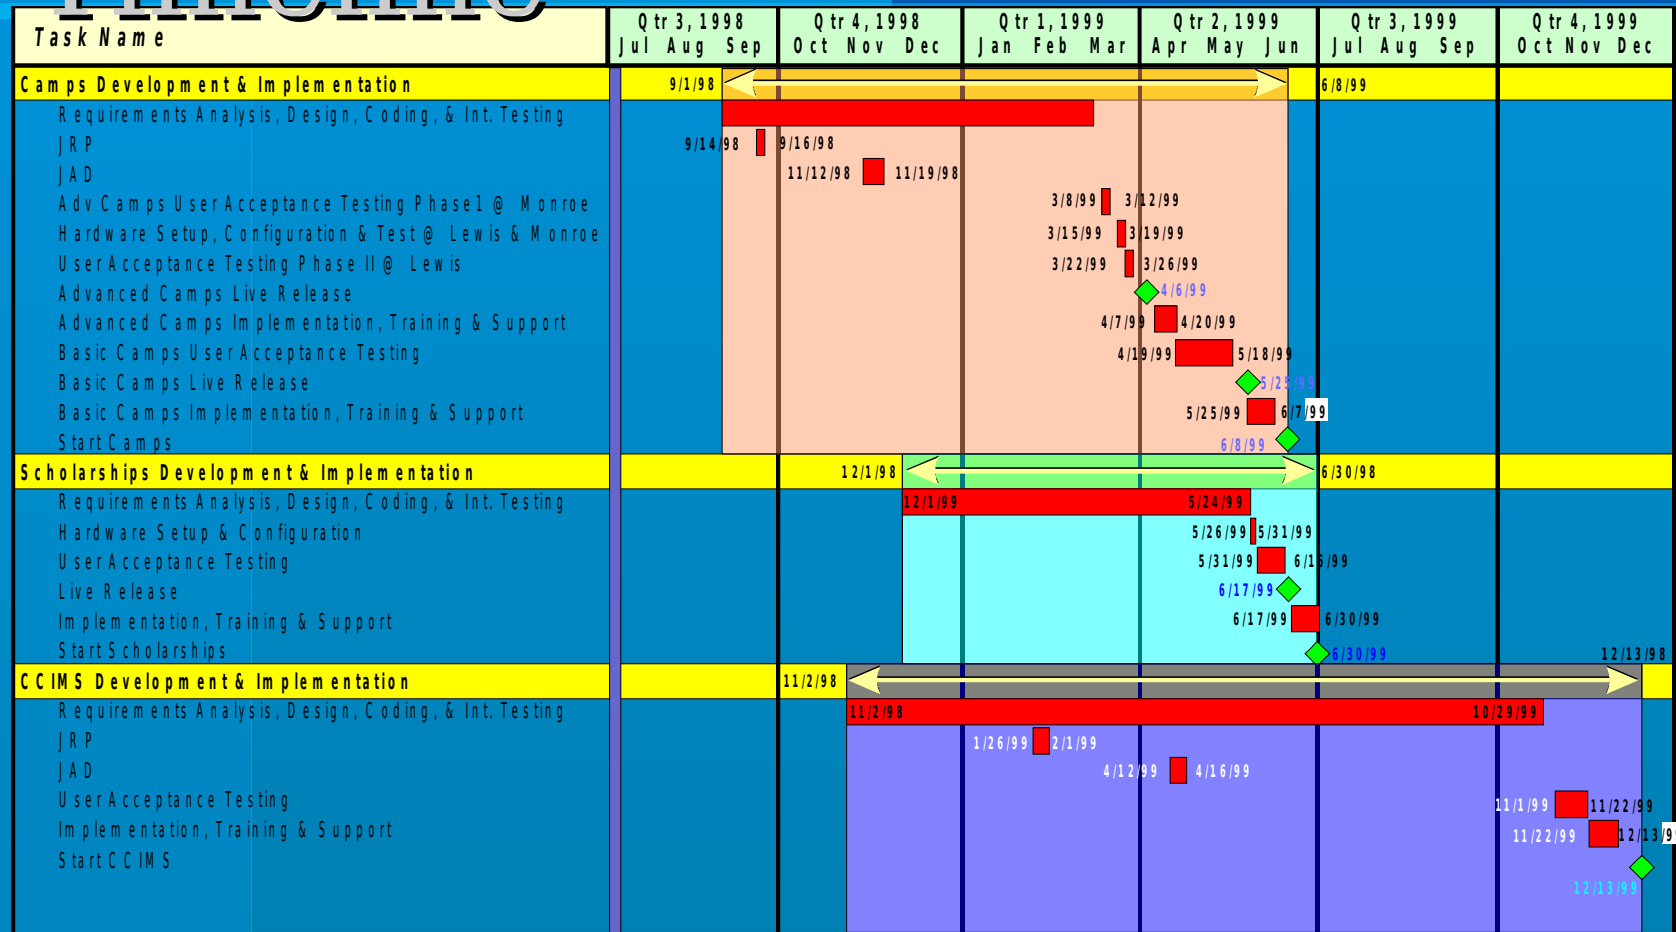 Timeline
Task Name
Qtr 3, 1998 Qtr 4, 1998 Qtr 1, 1999 Qtr 2, 1999 Qtr 3, 1999 Qtr 4, 1999
Jul Aug Sep Oct Nov Dec Jan Feb Mar Apr May Jun Jul Aug Sep Oct Nov Dec
Camps Development & Implementation 9/1/98 6/8/99
Requirements Analysis, Design, Coding, & Int. Testing
JRP 9/14/98 9/16/98
JAD 11/12/98 11/19/98
Adv Camps User Acceptance Testing Phase1 @ Monroe 3/8/99 3/12/99
Hardware Setup, Configuration & Test @ Lewis & Monroe 3/15/99 3/19/99
User Acceptance Testing Phase II @ Lewis 3/22/99 3/26/99
Advanced Camps Live Release 4/6/99
Advanced Camps Implementation, Training & Support 4/7/99 4/20/99
Basic Camps User Acceptance Testing 4/19/99 5/18/99
Basic Camps Live Release 5/25/99
Basic Camps Implementation, Training & Support 5/25/99 6/7/99
Start Camps 6/8/99
Scholarships Development & Implementation 12/1/98 6/30/98
Requirements Analysis, Design, Coding, & Int. Testing 12/1/99 5/24/99
Hardware Setup & Configuration 5/26/99 5/31/99
User Acceptance Testing 5/31/99 6/16/99
Live Release 6/17/99
Implementation, Training & Support 6/17/99 6/30/99
Start Scholarships 6/30/99 12/13/98
CCIMS Development & Implementation 11/2/98
Requirements Analysis, Design, Coding, & Int. Testing 11/2/98 10/29/99
JRP 1/26/99 2/1/99
JAD 4/12/99 4/16/99
User Acceptance Testing 11/1/99 11/22/99
Implementation, Training & Support 11/22/99 12/13/99
Start CCIMS
12/13/99